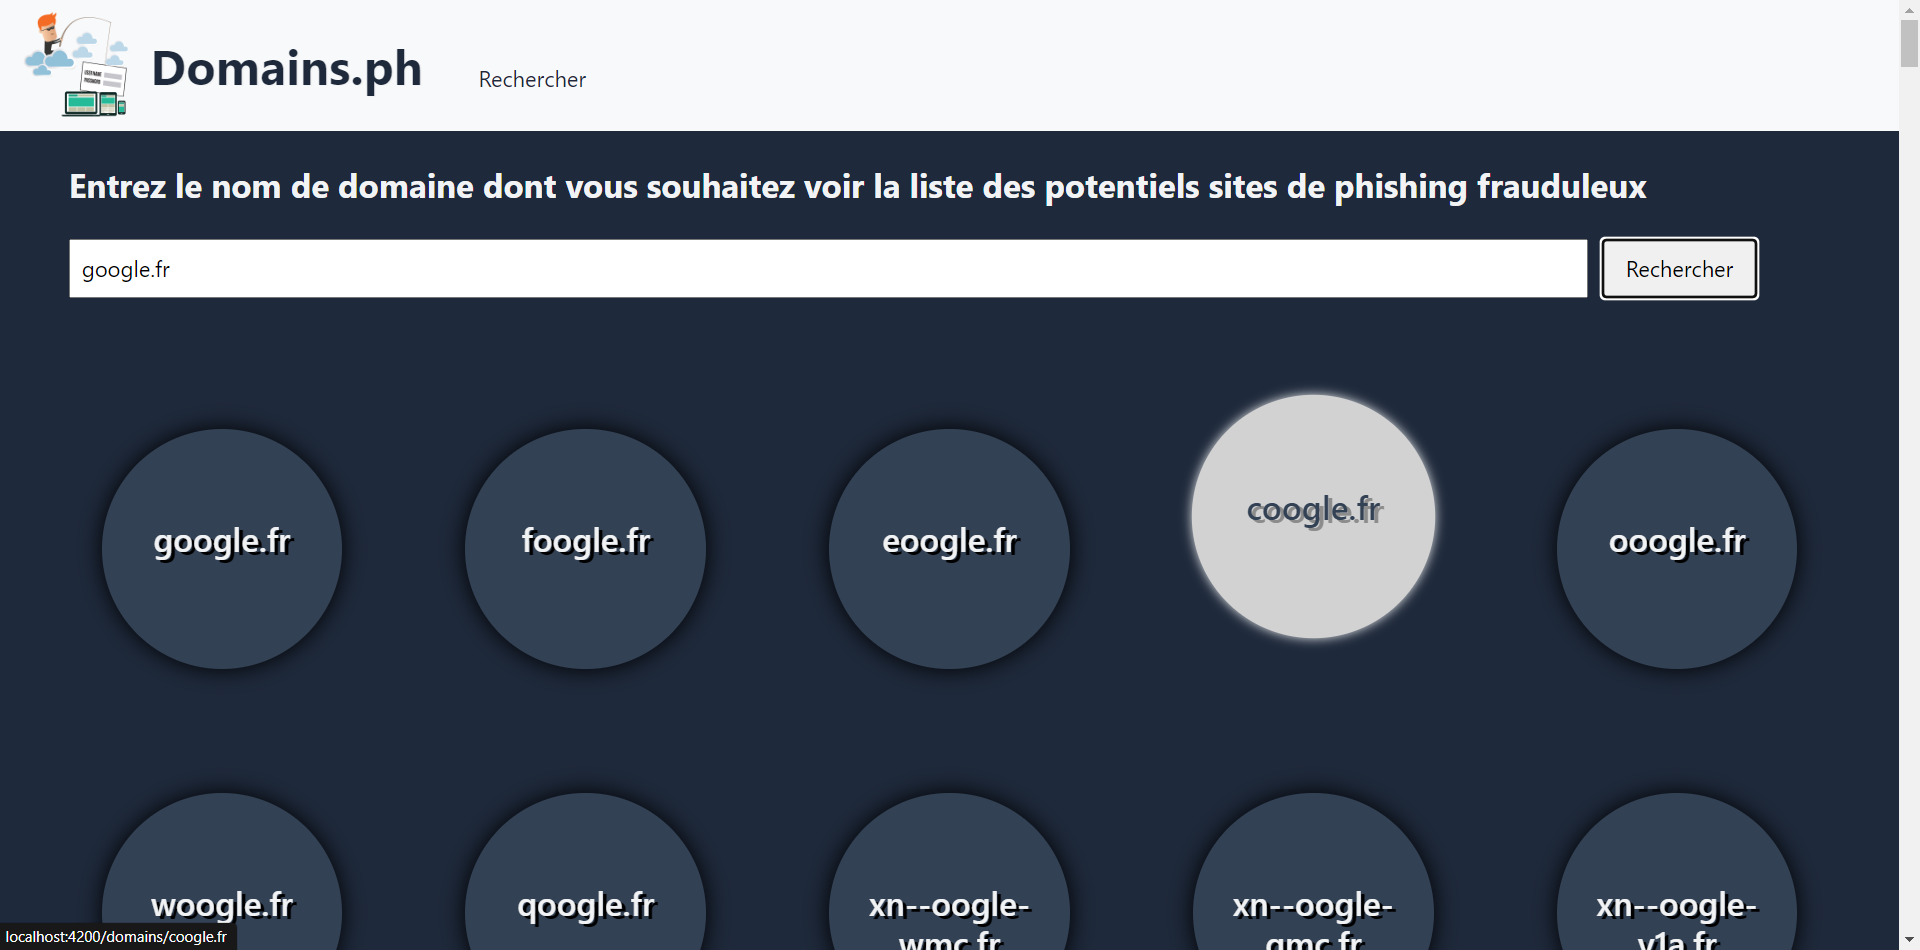 Domains.ph
Rechercher
Entrez le nom de domaine dont vous souhaitez voir la liste des potentiels sites de phishing frauduleux
google.fr
Rechercher
google.fr
foogle.fr
eoogle.fr
coogle.fr
ooogle.fr
woogle.fr
qoogle.fr
xn--oogle-
wmc.fr
xn--oogle-
qmc.fr
xn--oogle-
v1a.fr
localhost:4200/domains/coogle.fr